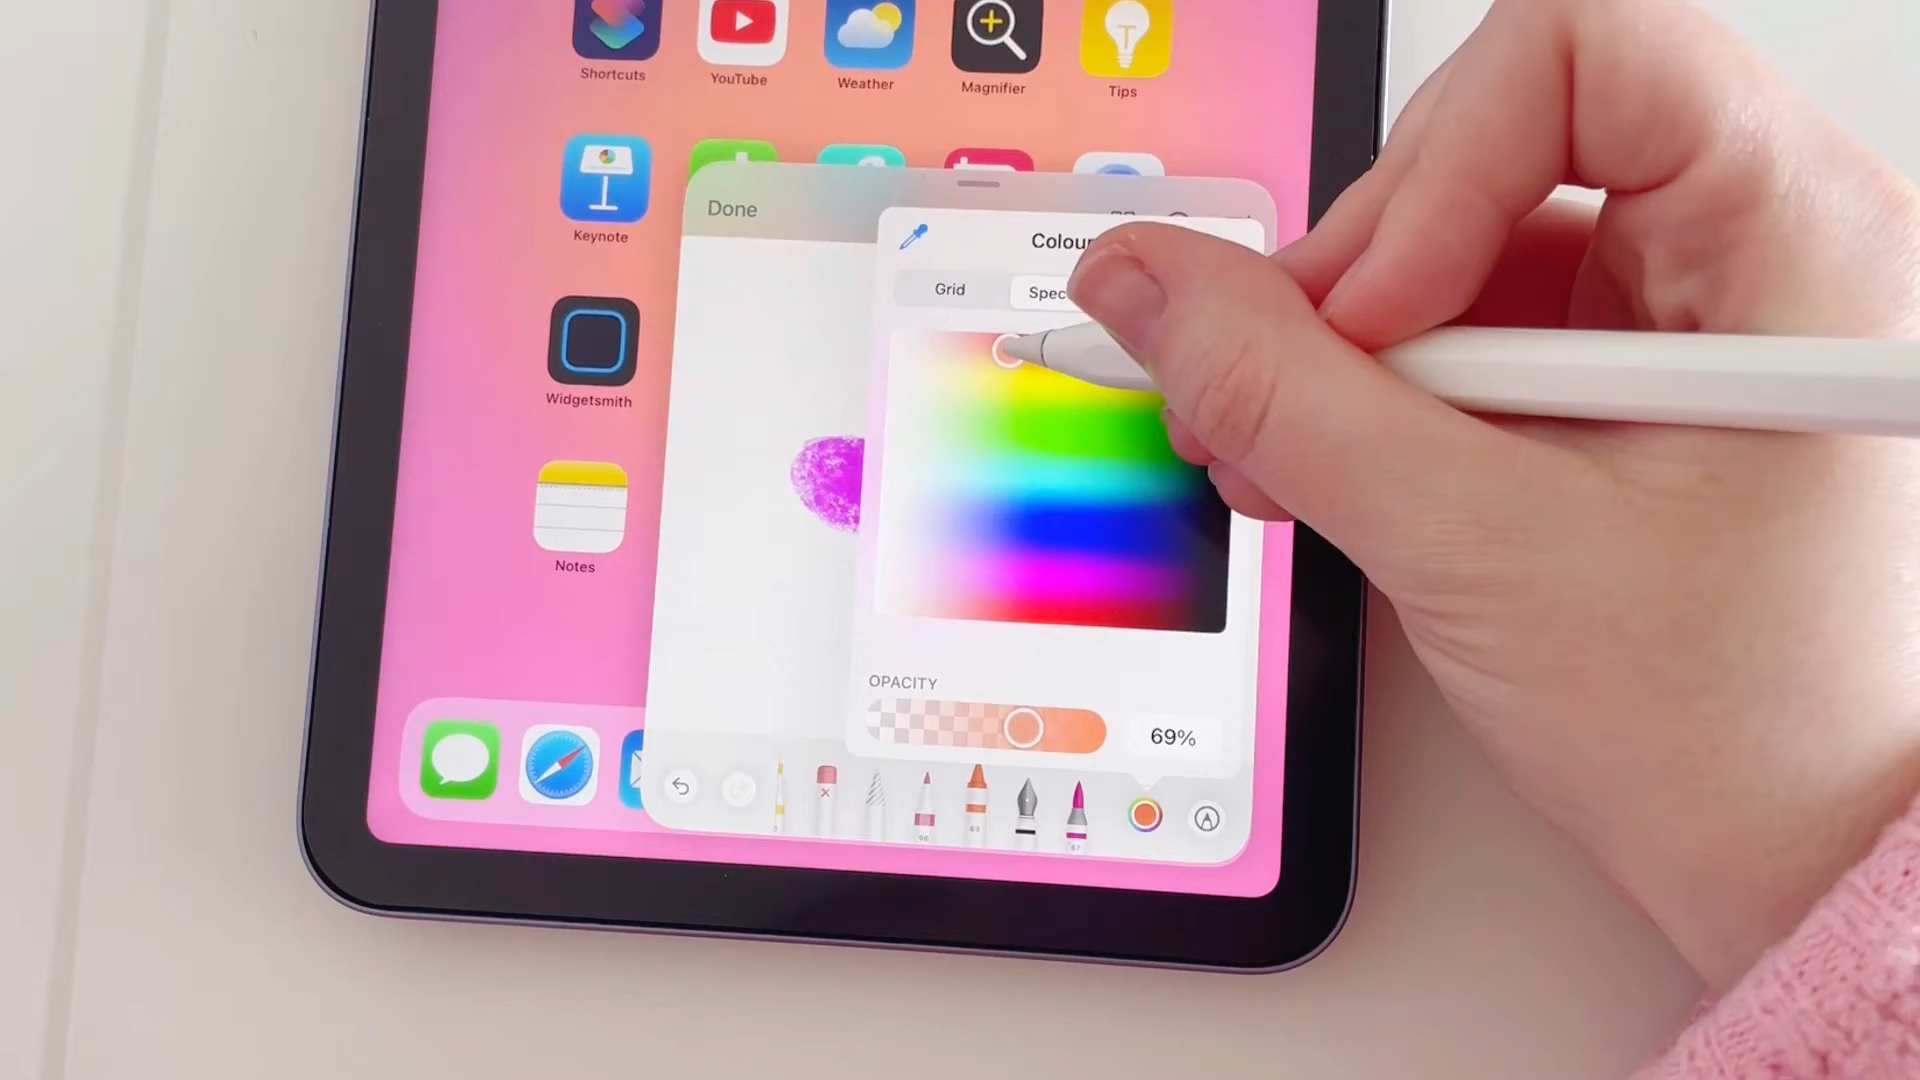 Shortcuts
YouTube
Weather
Magnifier
Tips
Keynote
Done
Colour
Grid
Spec
Widgetsmith
Notes
OPACITY
69%